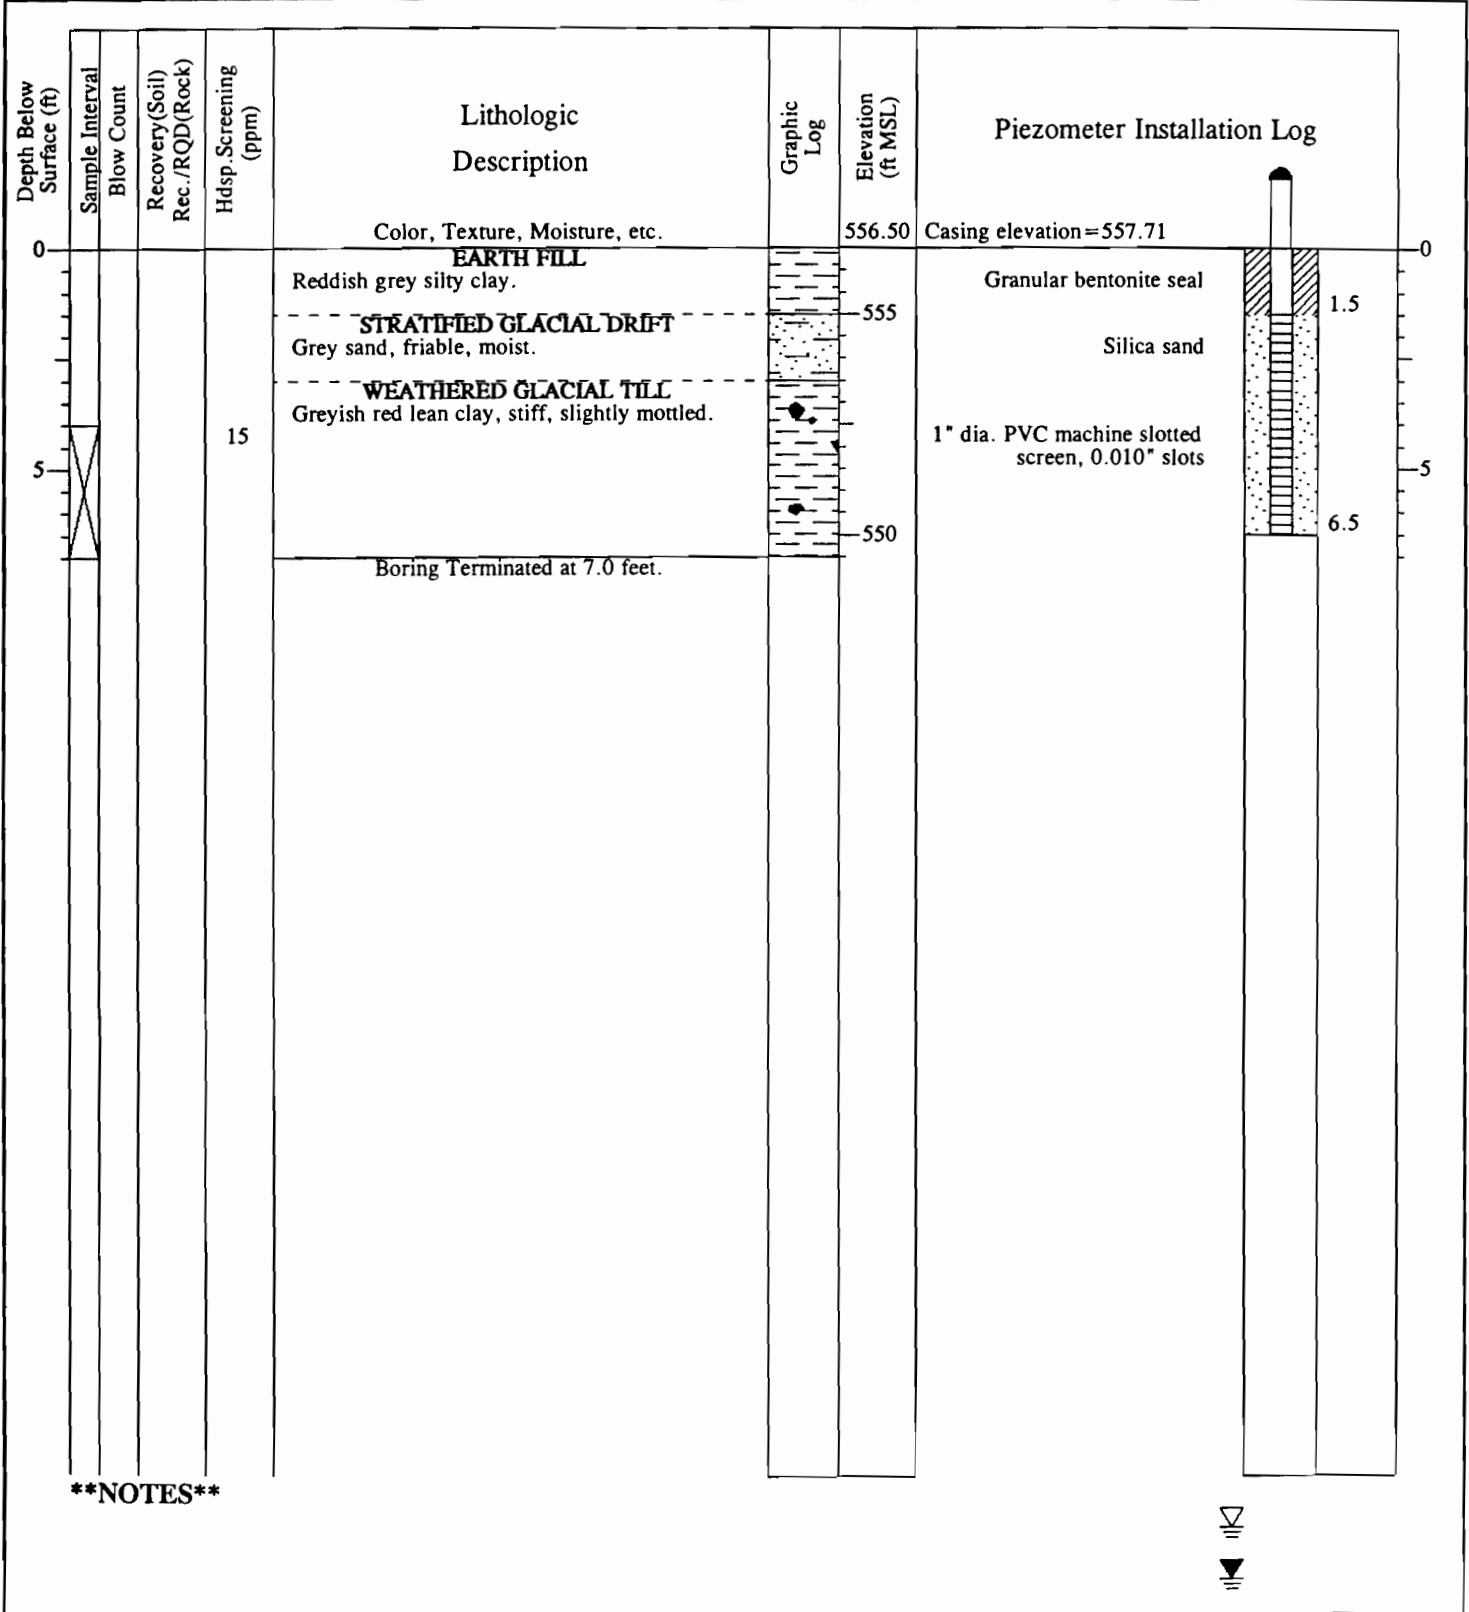 Depth Below
Surface (ft)
Sample Interval
Blow Count
Recovery(Soil)
Rec./RQD(Rock)
Hdsp.Screening
(ppm)
Lithologic
Description
Color, Texture, Moisture, etc.
Graphic
Log
Elevation
(ft MSL)
556.50
Piezometer Installation Log
Casing elevation=557.71
0
0
EARTH FILL
Reddish grey silty clay.
Granular bentonite seal
1.5
555
STRATIFIED GLACIAL DRIFT
Grey sand, friable, moist.
Silica sand
WEATHERED GLACIAL TILL
Greyish red lean clay, stiff, slightly mottled.
15
1" dia. PVC machine slotted
screen, 0.010" slots
5
5
6.5
550
Boring Terminated at 7.0 feet.
**NOTES**